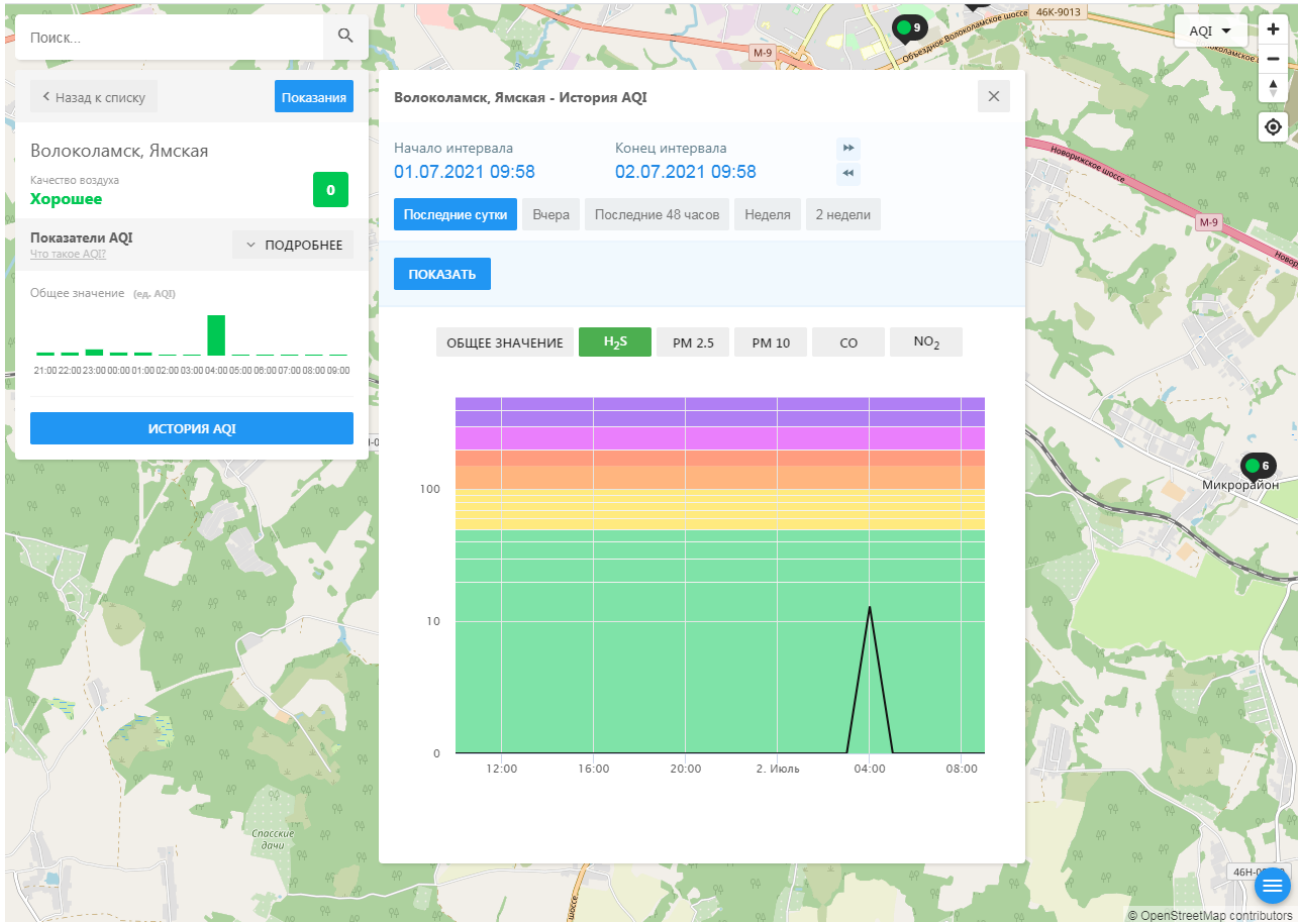 46К-9013
9
Объездное Волоколамское шоссе
М-9
Поиск...
AQI
Назад к списку
Показания
Волоколамск, Ямская - История AQI
Волоколамск, Ямская
Качество воздуха
Хорошее
0
Начало интервала
Конец интервала
01.07.2021 09:58
02.07.2021 09:58
Новорижское шоссе
М-9
Последние сутки
Вчера
Последние 48 часов
Неделя
2 недели
Показатели AQI
Что такое AQI?
ПОДРОБНЕЕ
ПОКАЗАТЬ
Общее значение (ед. AQI)
21:00 22:00 23:00 00:00 01:00 02:00 03:00 04:00 05:00 06:00 07:00 08:00 09:00
ИСТОРИЯ AQI
ОБЩЕЕ ЗНАЧЕНИЕ
H₂S
PM 2.5
PM 10
CO
NO₂
100
10
0
12:00
16:00
20:00
2. Июль
04:00
08:00
6
Микрорайон
Спасские
дачи
шоссе
© OpenStreetMap contributors